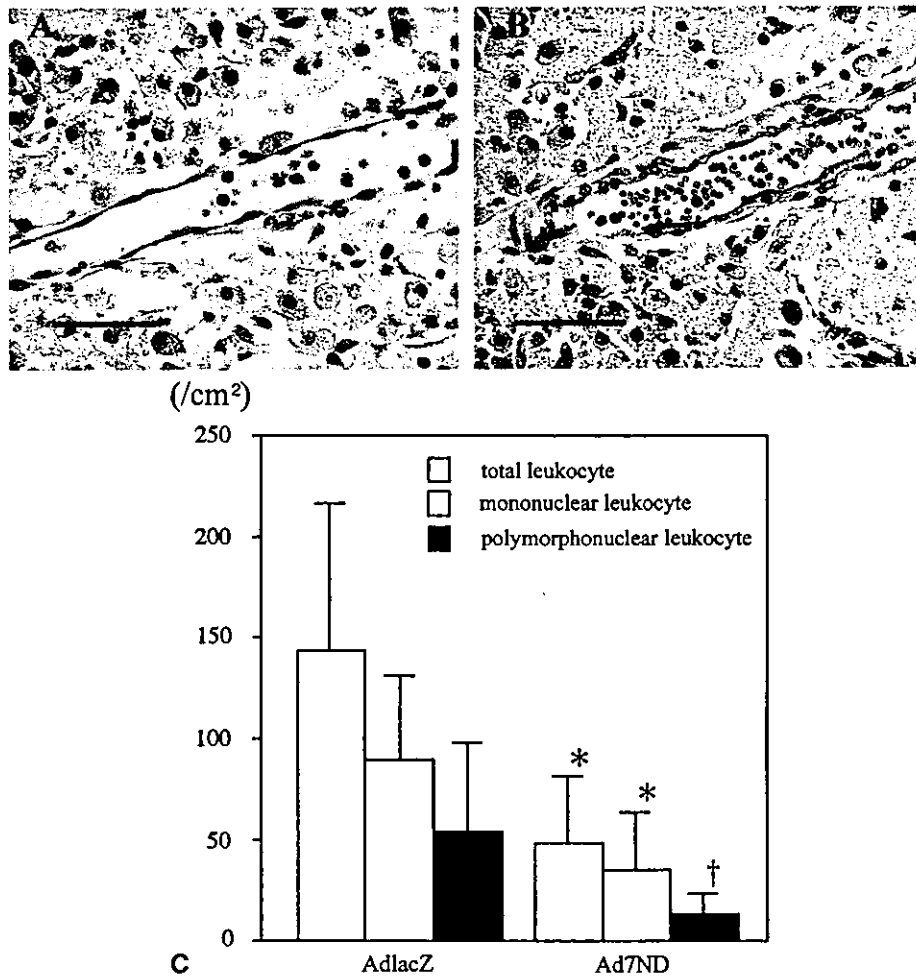 A
B
(/cm²)
250
200
150
100
50
0
total leukocyte
mononuclear leukocyte
polymorphonuclear leukocyte
*
*
†
C
AdlacZ
Ad7ND